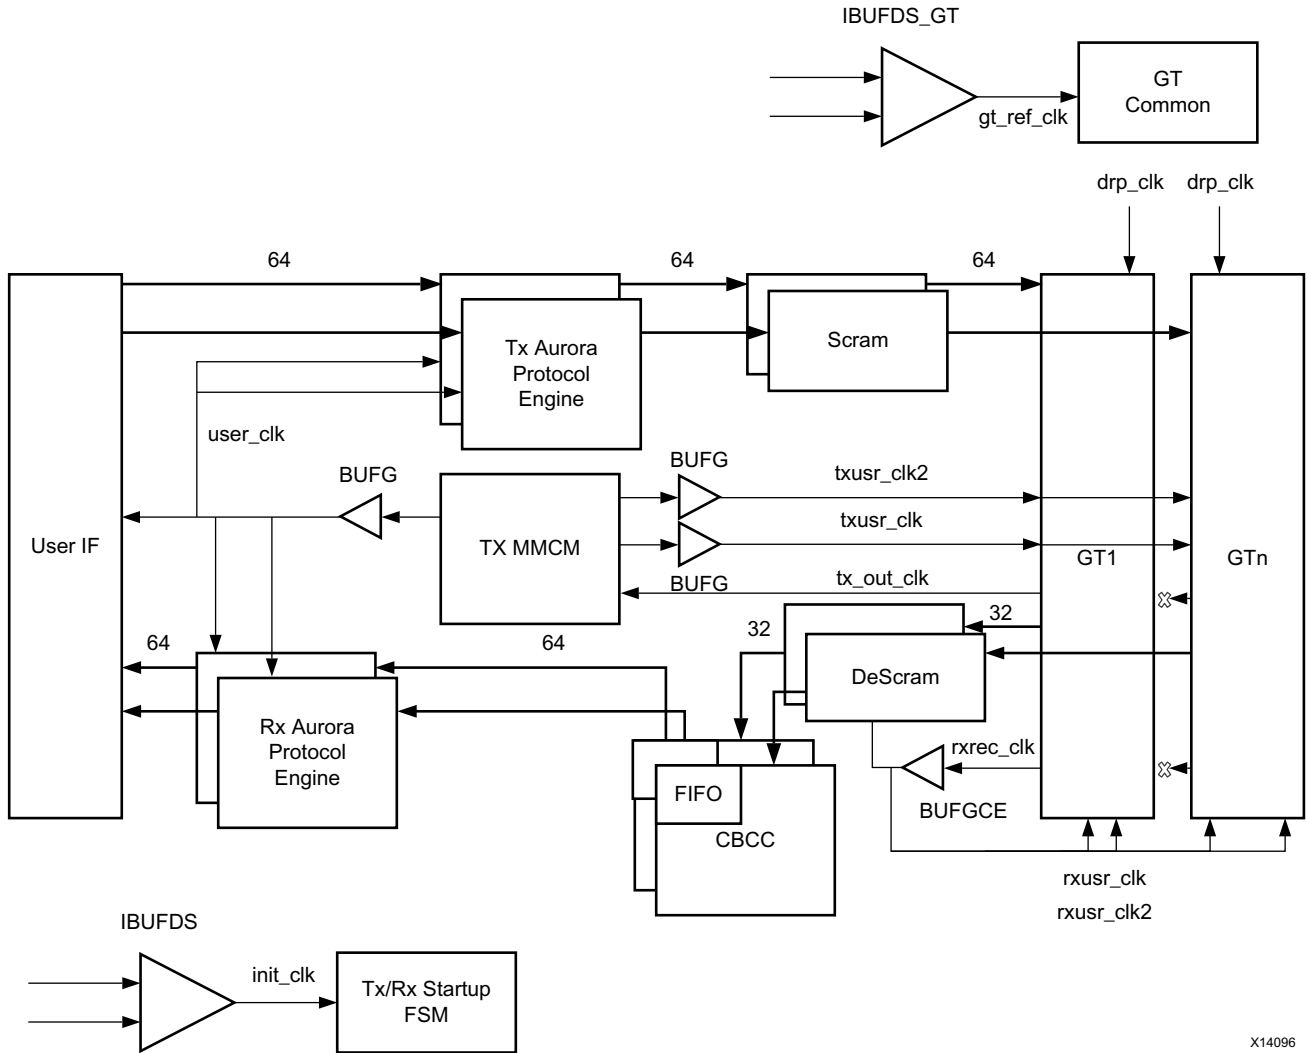 IBUFDS_GT
GT
Common
gt_ref_clk
drp_clk
drp_clk
64
64
64
Tx Aurora
Protocol
Engine
Scram
user_clk
BUFG
BUFG
txusr_clk2
txusr_clk
User IF
TX MMCM
GT1
GTn
BUFG
tx_out_clk
64
64
32
32
DeScram
Rx Aurora
Protocol
Engine
rxrec_clk
BUFGCE
FIFO
CBCC
rxusr_clk
rxusr_clk2
IBUFDS
init_clk
Tx/Rx Startup
FSM
X14096